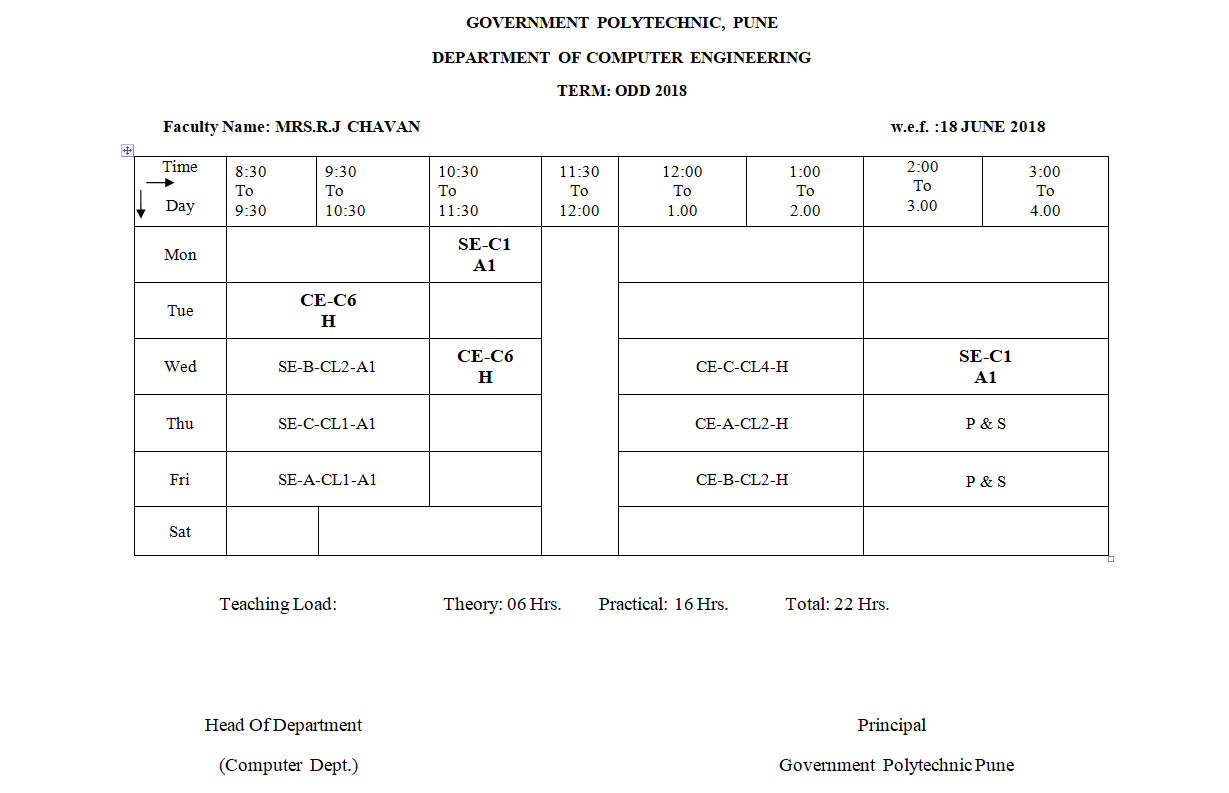 GOVERNMENT POLYTECHNIC, PUNE
DEPARTMENT OF COMPUTER ENGINEERING
TERM: ODD 2018
Faculty Name: MRS.R.J CHAVAN w.e.f. :18 JUNE 2018
Time
Day
8:30
To
9:30
9:30
To
10:30
10:30
To
11:30
11:30
To
12:00
12:00
To
1.00
1:00
To
2.00
2:00
To
3.00
3:00
To
4.00
Mon
SE-C1
A1
Tue
CE-C6
H
Wed
SE-B-CL2-A1
CE-C6
H
CE-C-CL4-H
SE-C1
A1
Thu
SE-C-CL1-A1
CE-A-CL2-H
P & S
Fri
SE-A-CL1-A1
CE-B-CL2-H
P & S
Sat
Teaching Load: Theory: 06 Hrs. Practical: 16 Hrs. Total: 22 Hrs.
Head Of Department Principal
(Computer Dept.) Government Polytechnic Pune